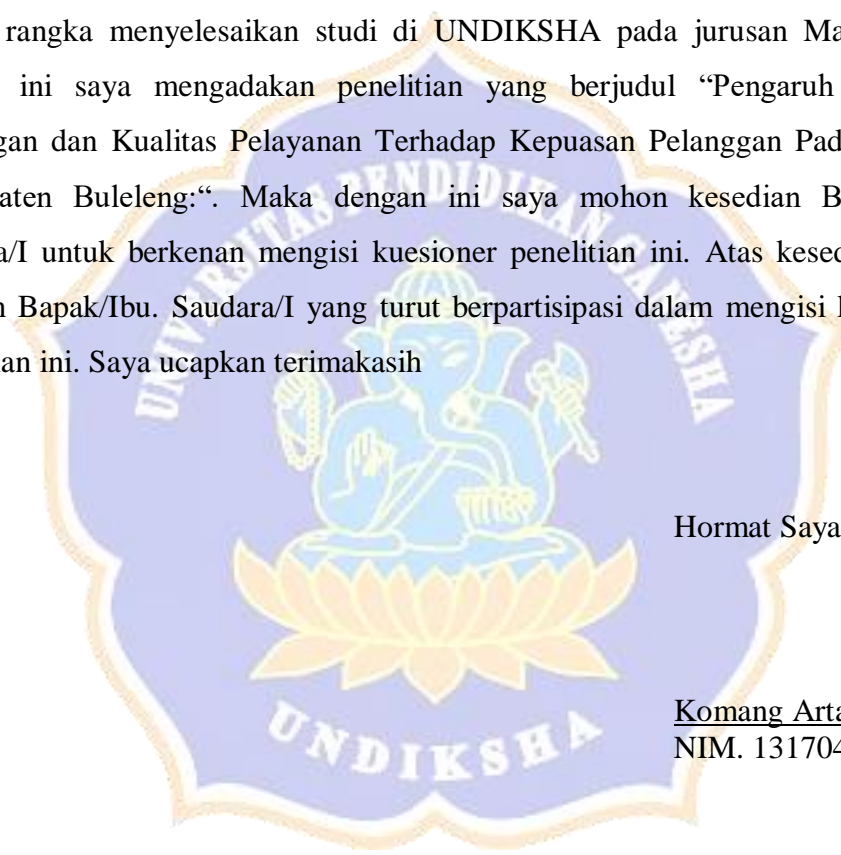 rangka menyelesaikan studi di UNDIKSHA pada jurusan Ma
ini saya mengadakan penelitian yang berjudul “Pengaruh
gan dan Kualitas Pelayanan Terhadap Kepuasan Pelanggan Pad
aten Buleleng:“. Maka dengan ini saya mohon kesedian B
a/I untuk berkenan mengisi kuesioner penelitian ini. Atas kesed
Bapak/Ibu. Saudara/I yang turut berpartisipasi dalam mengisi
an ini. Saya ucapkan terimakasih
UNIVERSITAS PENDIDIKAN GANESHA
Hormat Saya
Komang Arta
NIM. 131704
UNDIKSHA